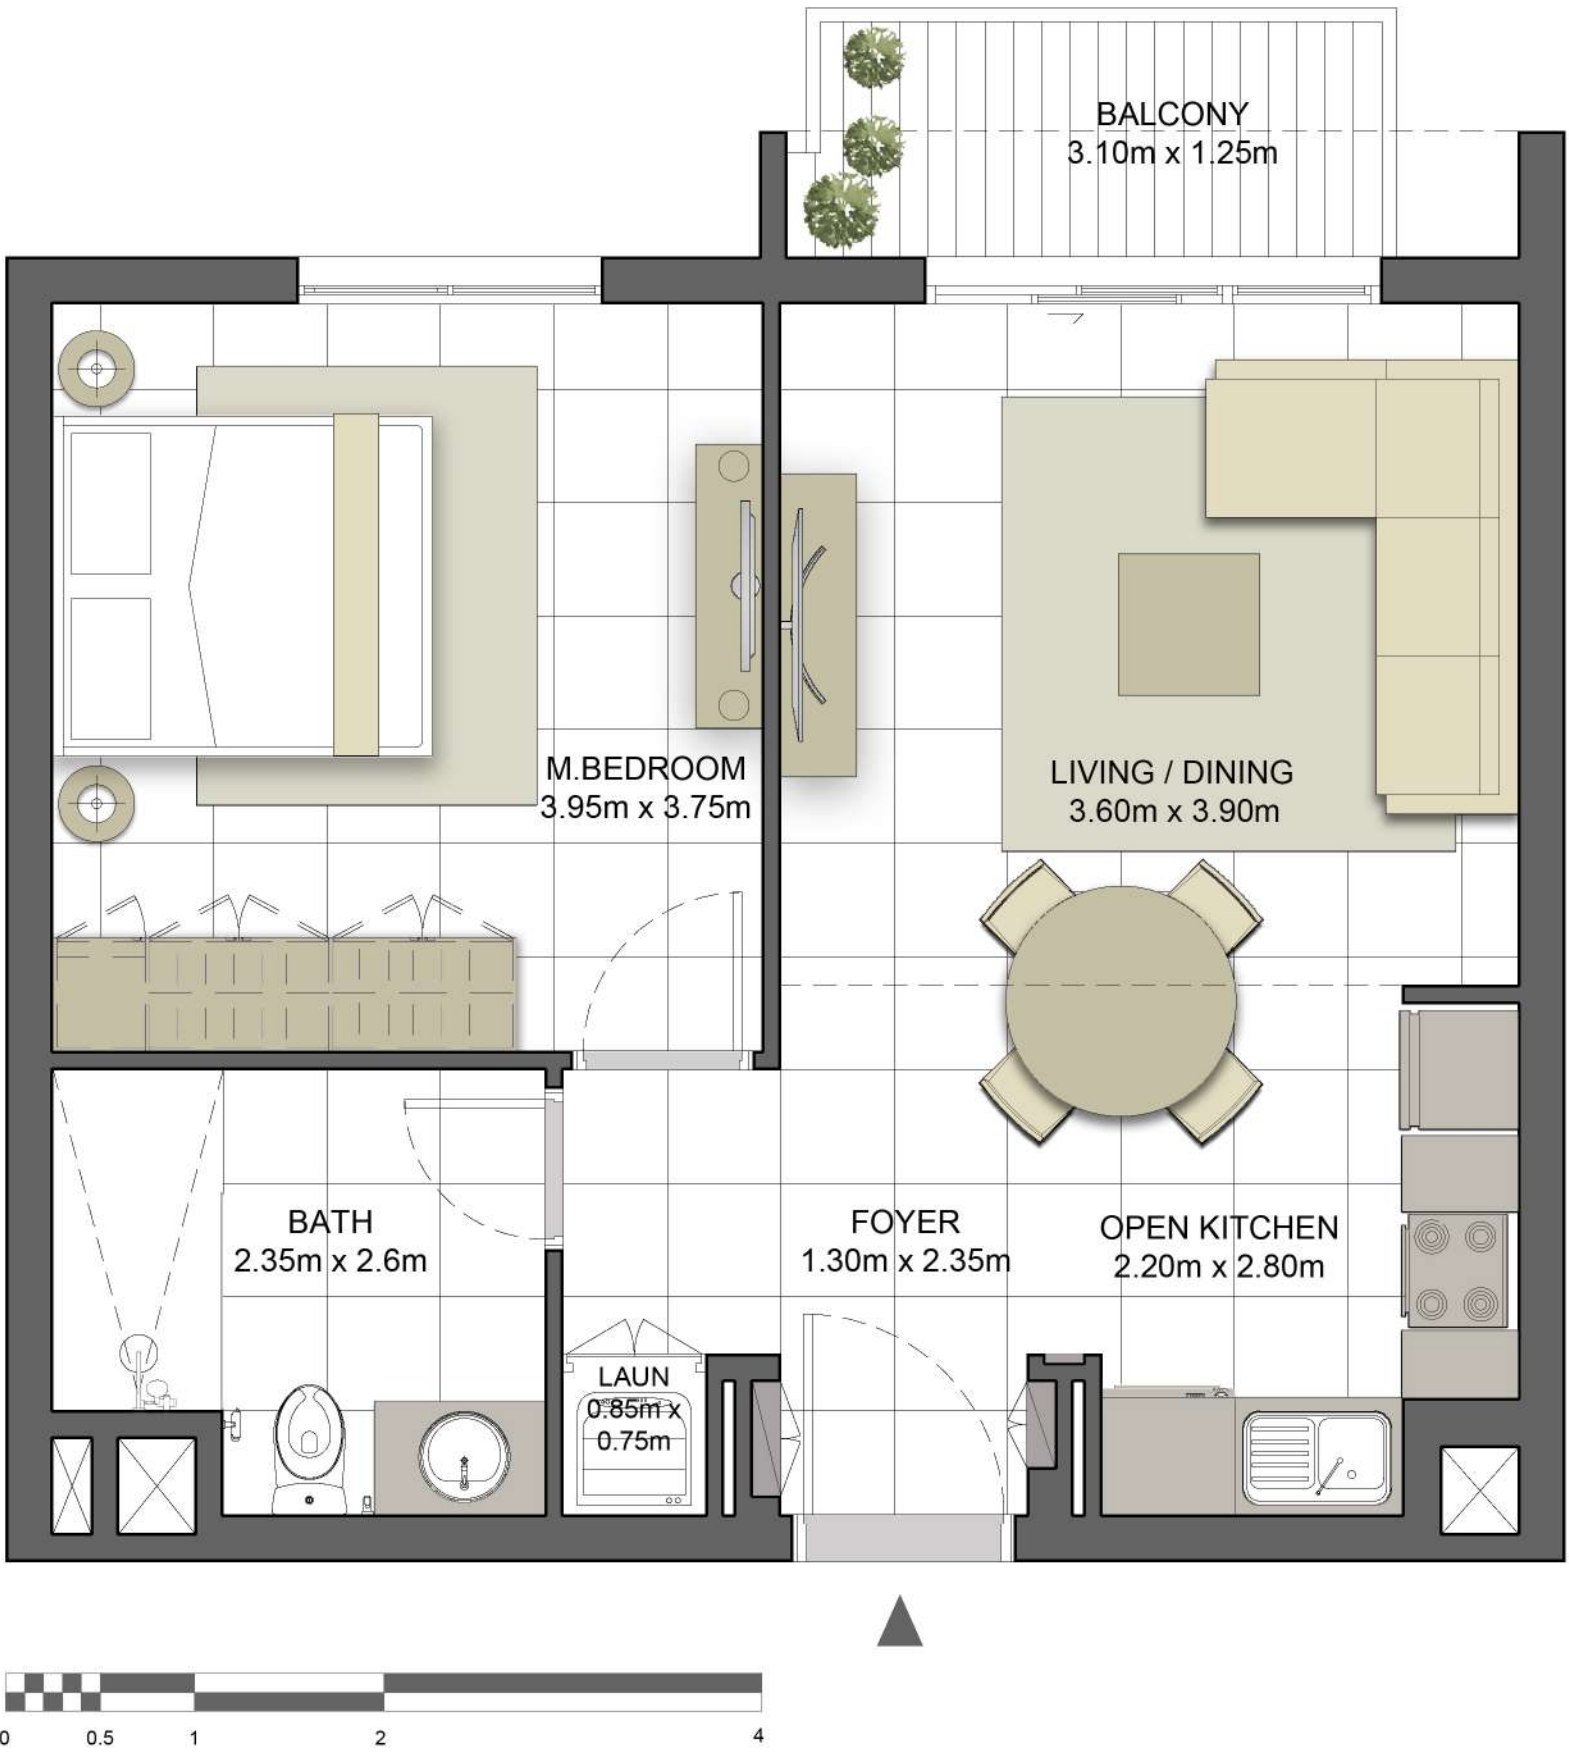 BALCONY
3.10m x 1.25m
M.BEDROOM
3.95m x 3.75m
LIVING / DINING
3.60m x 3.90m
BATH
2.35m x 2.6m
FOYER
1.30m x 2.35m
OPEN KITCHEN
2.20m x 2.80m
LAUN
0.85m x
0.75m
0 0.5 1 2 4